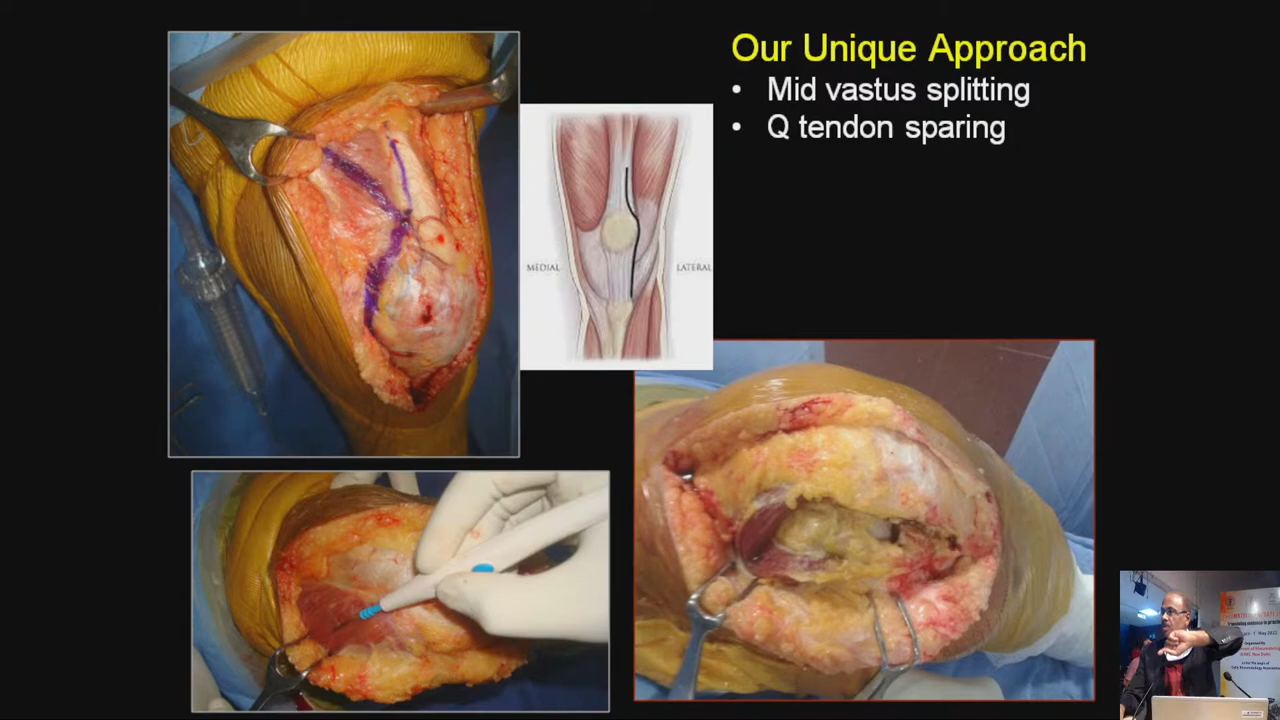 Our Unique Approach
• Mid vastus splitting
• Q tendon sparing
MEDIAL
LATERAL